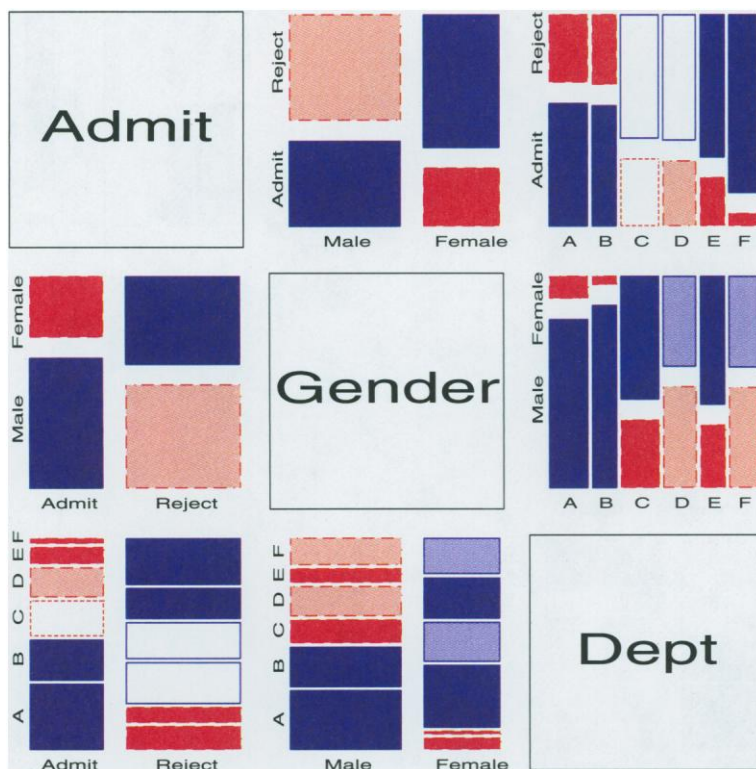 Admit
Reject
Admit
Male Female
Reject
Admit
A B C D E F
Female
Male
Admit Reject
Gender
Female
Male
A B C D E F
F
E
D
C
B
A
Admit Reject
F
E
D
C
B
A
Male Female
Dept